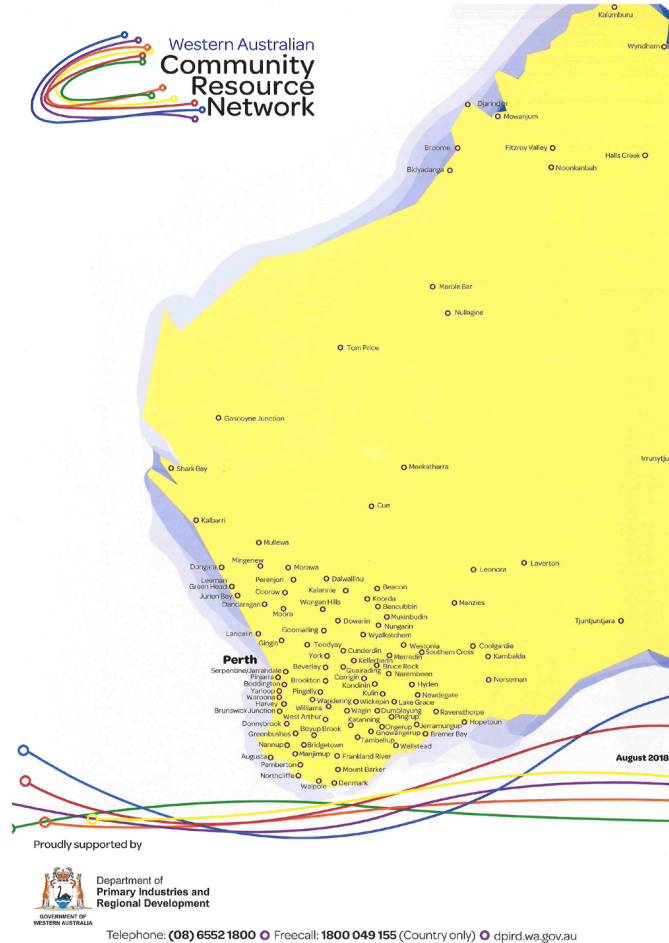 Western Australian
Community
Resource
Network
Kalumburu
Wyndham
Djarindjin
Mowanjum
Broome
Fitzroy Valley
Halls Creek
Bidyadanga
Noonkanbah
Marble Bar
Nullagine
Tom Price
Gascoyne Junction
Irrunytju
Shark Bay
Meekatharra
Cue
Kalbarri
Mullewa
Mingenew
Laverton
Dongara
Morawa
Leonora
Leeman
Perenjori
Dalwallinu
Green Head
Coorow
Kalannie
Beacon
Jurien Bay
Koorda
Dandaragan
Wongan Hills
Bencubbin
Menzies
Moora
Mukinbudin
Dowerin
Tjuntjuntjara
Nungarin
Lancelin
Goomalling
Wyalkatchem
Gingin
Toodyay
Westonia
Coolgardie
Cunderdin
Southern Cross
York
Merredin
Kambalda
Perth
Kellerberrin
Beverley
Bruce Rock
Serpentine/Jarrahdale
Quairading
Narembeen
Pinjarra
Corrigin
Norseman
Boddington
Brookton
Kondinin
Hyden
Yarloop
Pingelly
Kulin
Newdegate
Waroona
Wandering
Wickepin
Lake Grace
Harvey
Williams
Brunswick Junction
Wagin
Dumbleyung
Ravensthorpe
West Arthur
Pingrup
Donnybrook
Katanning
Hopetoun
Boyup Brook
Ongerup
Jerramungup
Greenbushes
Gnowangerup
Bremer Bay
Tambellup
Nannup
Bridgetown
Wellstead
Manjimup
Augusta
Frankland River
Pemberton
Mount Barker
Northcliffe
Denmark
Walpole
August 2018
Proudly supported by
GOVERNMENT OF
WESTERN AUSTRALIA
Department of
Primary Industries and
Regional Development
Telephone: (08) 6552 1800 Freecall: 1800 049 155 (Country only) dpird.wa.gov.au